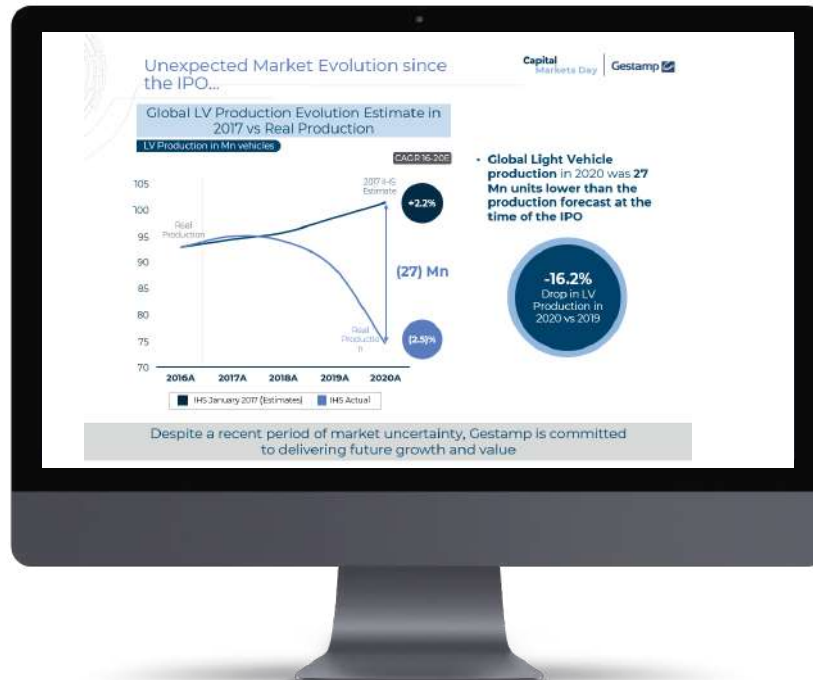 Unexpected Market Evolution since
the IPO...
Capital
Markets Day
Gestamp
Global LV Production Evolution Estimate in
2017 vs Real Production
LV Production in Mn vehicles
CAGR 16-20E
105
100
95
90
85
80
75
70
Real
Production
2017 IHS
Estimate
+2.2%
(27) Mn
Real
Productio
n
(2.5)%
2016A 2017A 2018A 2019A 2020A
IHS January 2017 (Estimates) IHS Actual
• Global Light Vehicle
production in 2020 was 27
Mn units lower than the
production forecast at the
time of the IPO
-16.2%
Drop in LV
Production in
2020 vs 2019
Despite a recent period of market uncertainty, Gestamp is committed
to delivering future growth and value